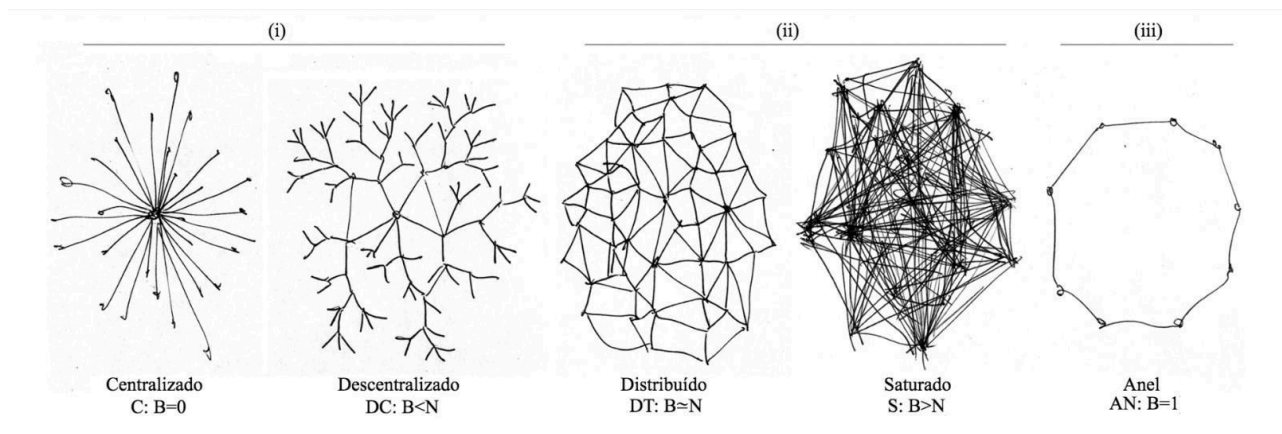 (i)
(ii)
(iii)
Centralizado
C: B=0
Descentralizado
DC: B<N
Distribuído
DT: B≃N
Saturado
S: B>N
Anel
AN: B=1